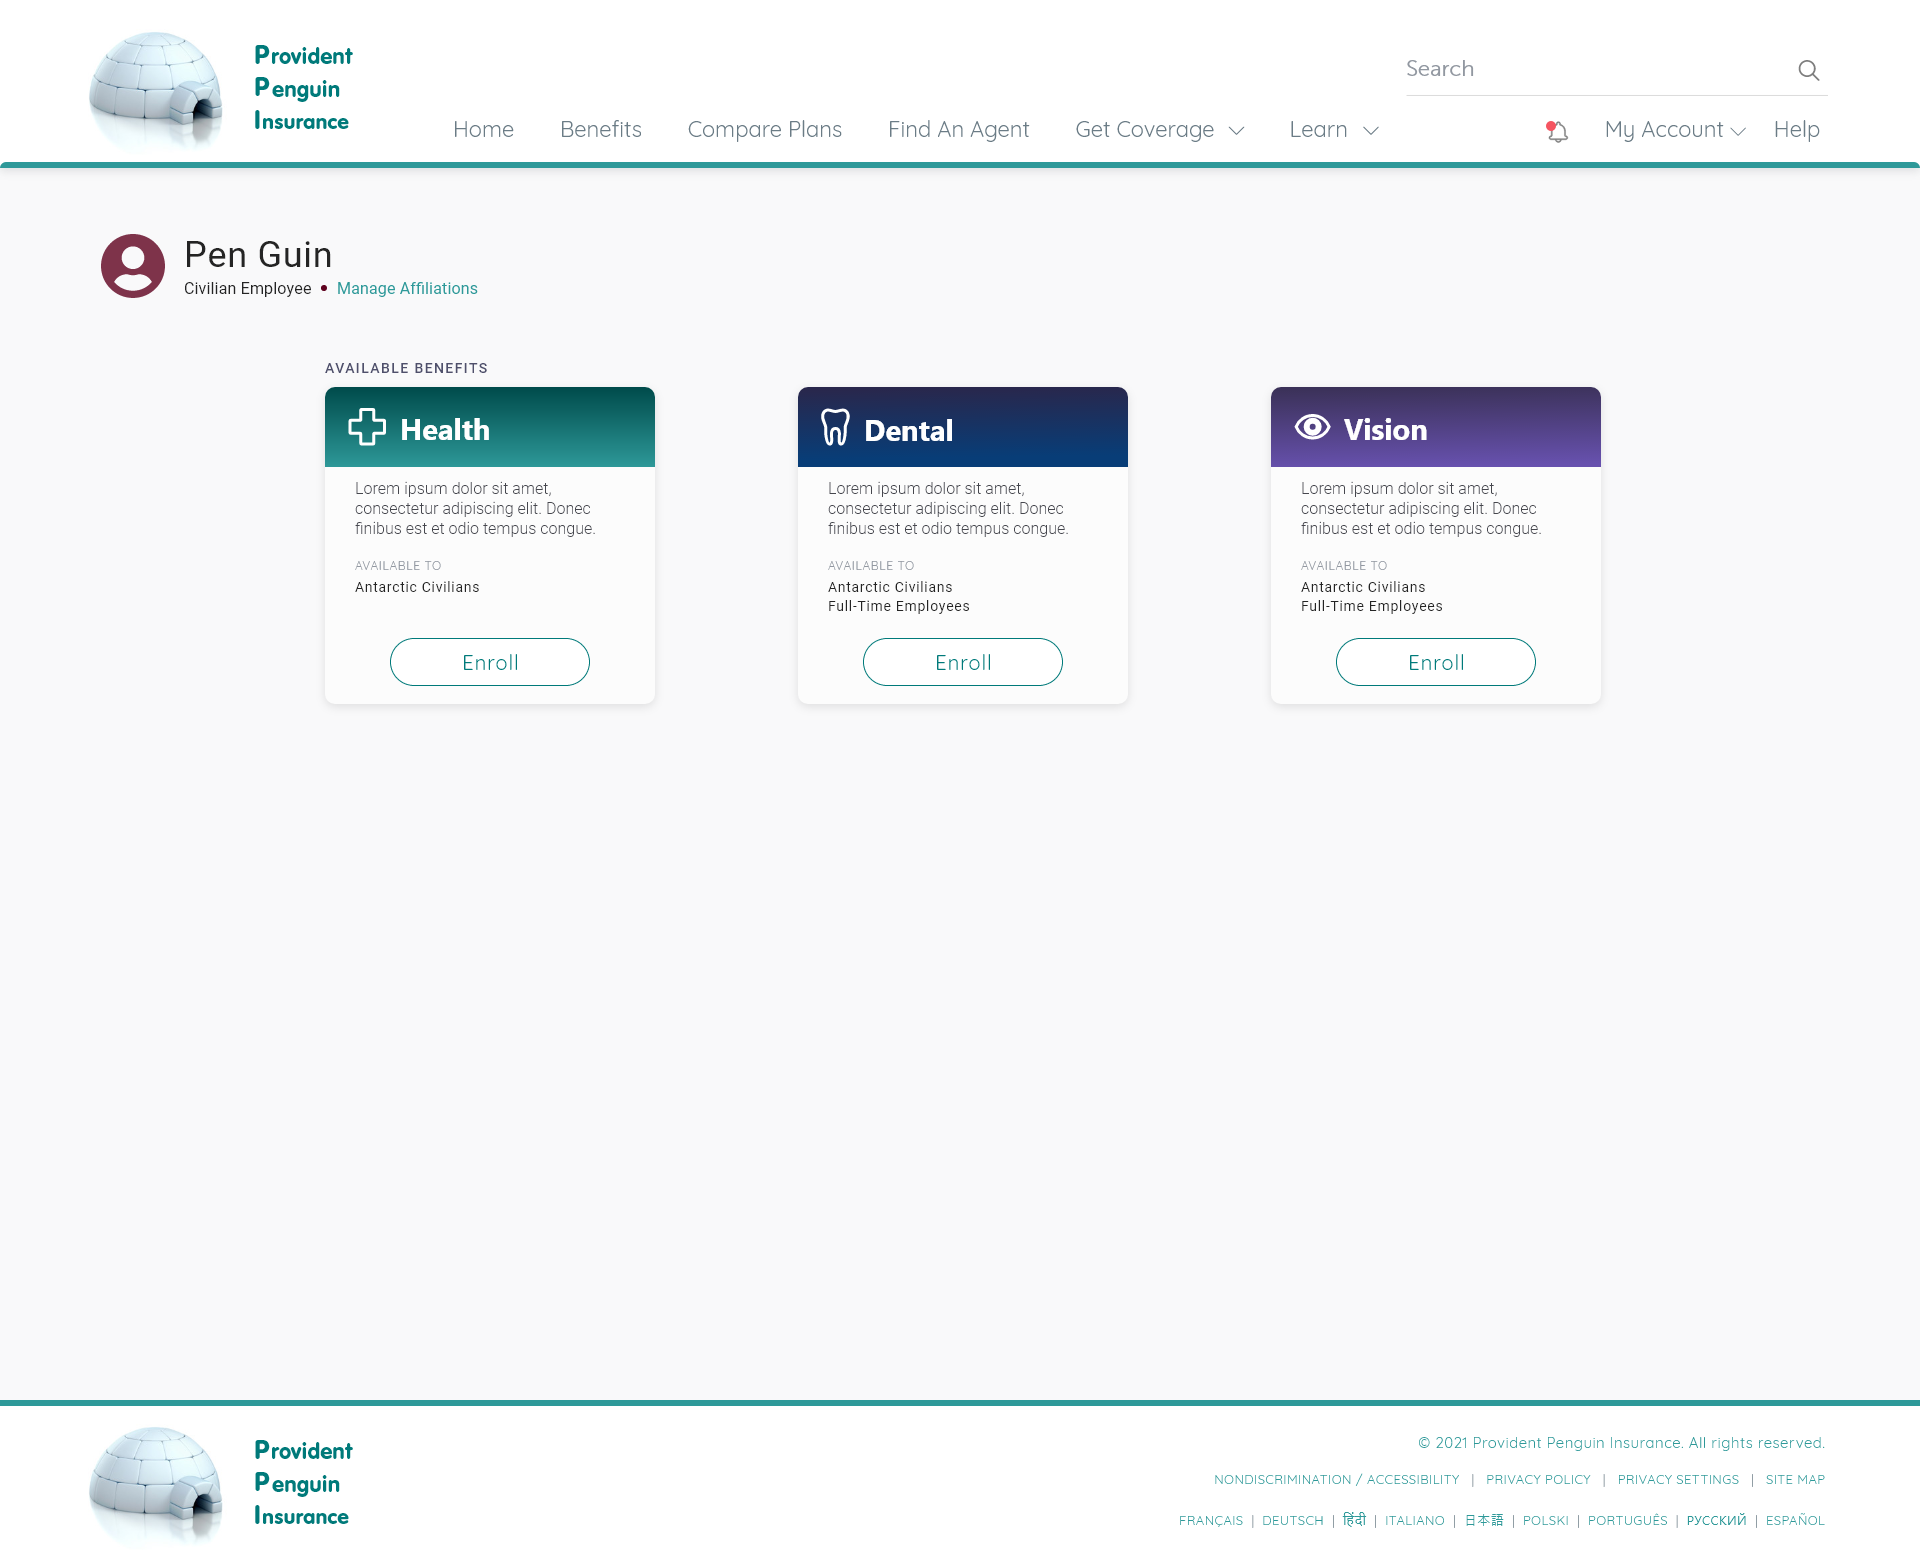 Provident
Penguin
Insurance
Search
Home Benefits Compare Plans Find An Agent Get Coverage Learn My Account Help
Pen Guin
Civilian Employee • Manage Affiliations
AVAILABLE BENEFITS
Health
Lorem ipsum dolor sit amet,
consectetur adipiscing elit. Donec
finibus est et odio tempus congue.
AVAILABLE TO
Antarctic Civilians
Enroll
Dental
Lorem ipsum dolor sit amet,
consectetur adipiscing elit. Donec
finibus est et odio tempus congue.
AVAILABLE TO
Antarctic Civilians
Full-Time Employees
Enroll
Vision
Lorem ipsum dolor sit amet,
consectetur adipiscing elit. Donec
finibus est et odio tempus congue.
AVAILABLE TO
Antarctic Civilians
Full-Time Employees
Enroll
Provident
Penguin
Insurance
© 2021 Provident Penguin Insurance. All rights reserved.
NONDISCRIMINATION / ACCESSIBILITY | PRIVACY POLICY | PRIVACY SETTINGS | SITE MAP
FRANÇAIS | DEUTSCH | हिंदी | ITALIANO | 日本語 | POLSKI | PORTUGUÊS | РУССКИЙ | ESPAÑOL